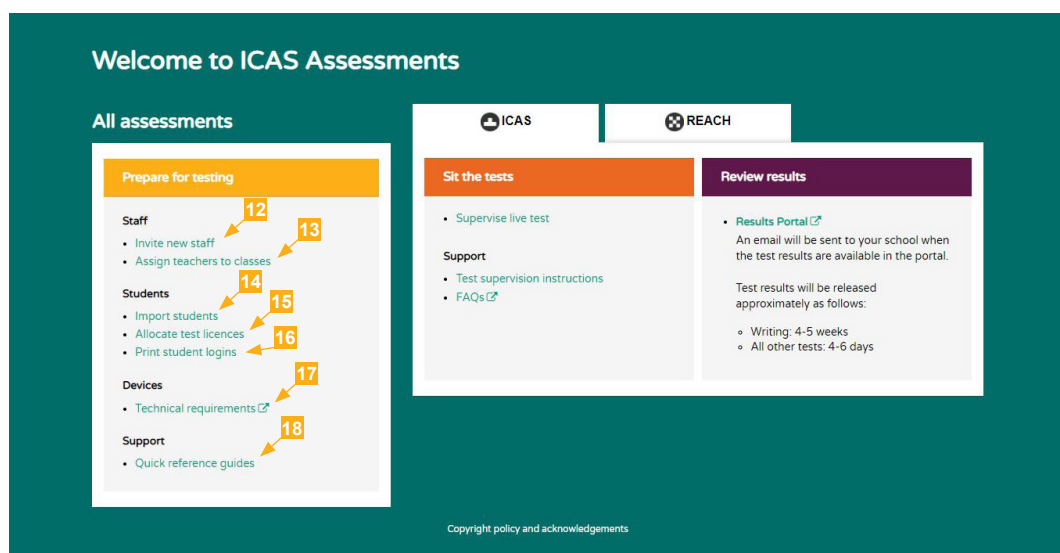 Welcome to ICAS Assessments
All assessments
Prepare for testing
Staff
12
• Invite new staff
13
• Assign teachers to classes
Students
14
• Import students
15
• Allocate test licences
16
• Print student logins
Devices
17
• Technical requirements
Support
18
• Quick reference guides
ICAS
REACH
Sit the tests
• Supervise live test
Support
• Test supervision instructions
• FAQs
Review results
• Results Portal
An email will be sent to your school when
the test results are available in the portal.
Test results will be released
approximately as follows:
◦ Writing: 4-5 weeks
◦ All other tests: 4-6 days
Copyright policy and acknowledgements